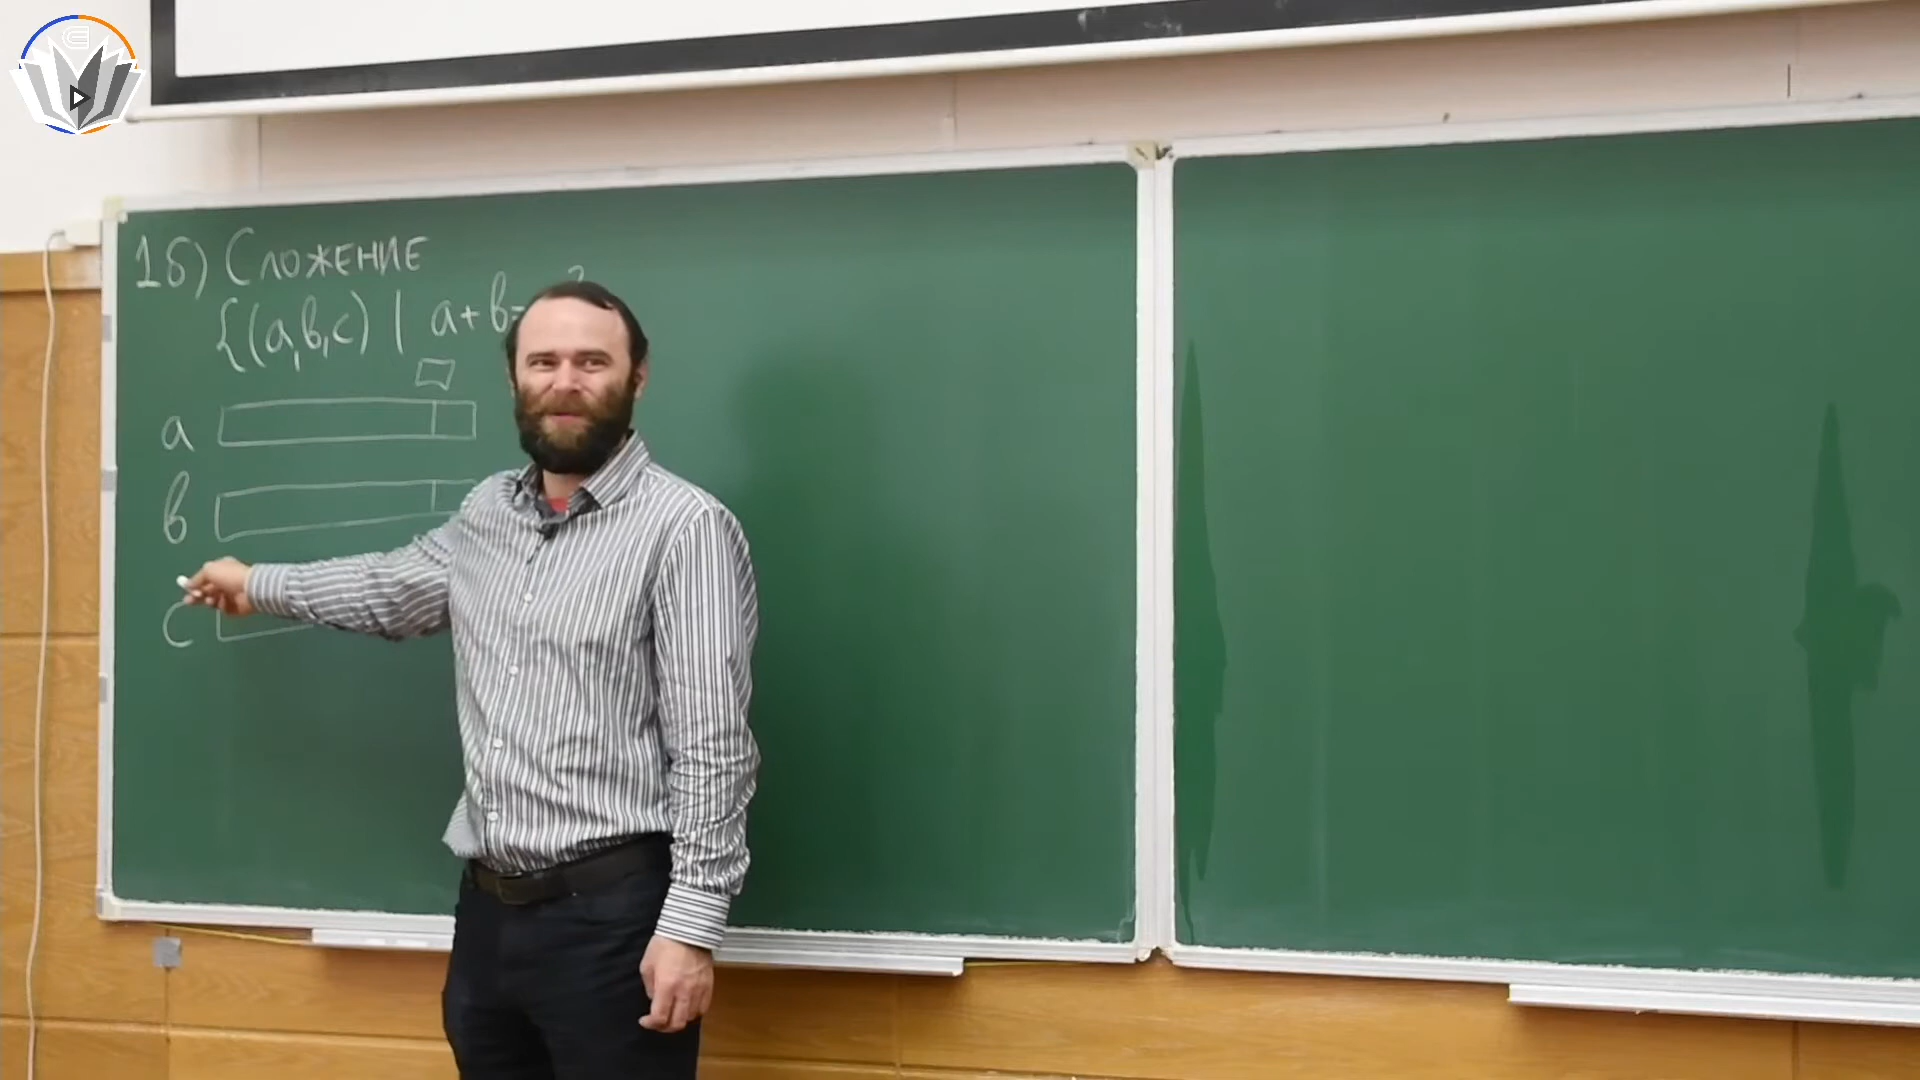 1б) Сложение
{(a,b,c) | a+b=
a
b
c